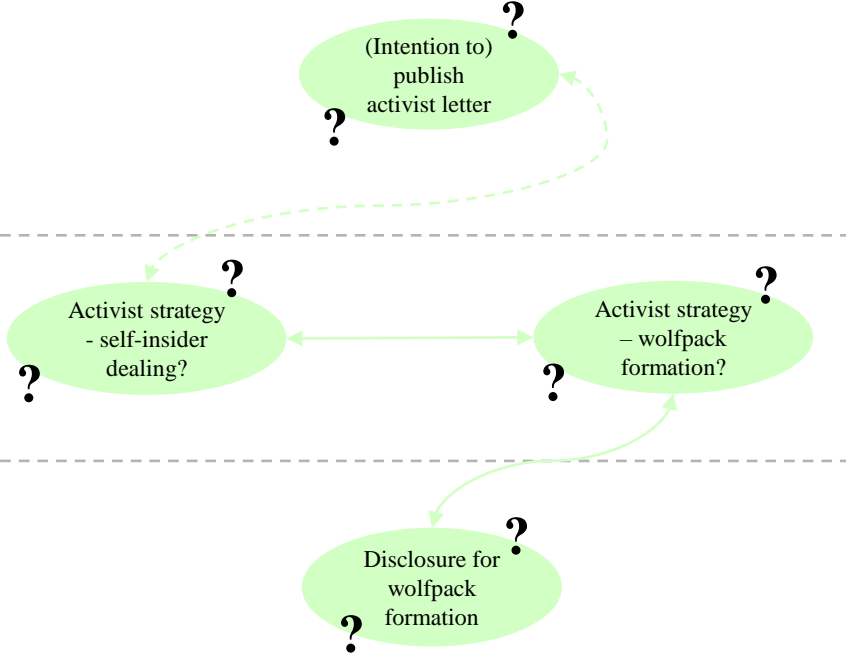 ?
(Intention to)
publish
activist letter
?
?
Activist strategy
- self-insider
dealing?
?
?
Activist strategy
– wolfpack
formation?
?
?
Disclosure for
wolfpack
formation
?